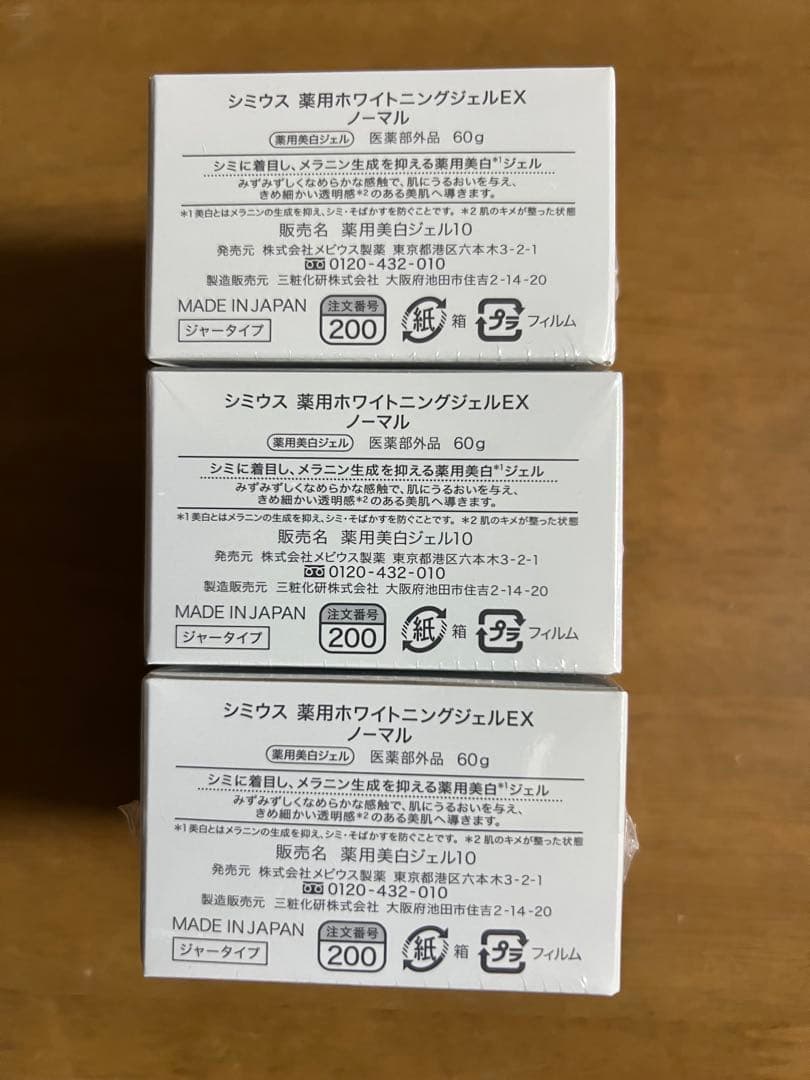 シミウス 薬用ホワイトニングジェルEX
ノーマル
薬用美白ジェル 医薬部外品 60g
シミに着目し、メラニン生成を抑える薬用美白*1ジェル
みずみずしくなめらかな感触で、肌にうるおいを与え、
きめ細かい透明感*2のある美肌へ導きます。
*1美白とはメラニンの生成を抑え、シミ・そばかすを防ぐことです。 *2 肌のキメが整った状態
販売名 薬用美白ジェル10
発売元 株式会社メビウス製薬 東京都港区六本木3-2-1
0120-432-010
製造販売元 三粧化研株式会社 大阪府池田市住吉2-14-20
MADE IN JAPAN 注文番号 紙 箱 プラ フィルム
ジャータイプ 200
シミウス 薬用ホワイトニングジェルEX
ノーマル
薬用美白ジェル 医薬部外品 60g
シミに着目し、メラニン生成を抑える薬用美白*1ジェル
みずみずしくなめらかな感触で、肌にうるおいを与え、
きめ細かい透明感*2のある美肌へ導きます。
*1美白とはメラニンの生成を抑え、シミ・そばかすを防ぐことです。 *2 肌のキメが整った状態
販売名 薬用美白ジェル10
発売元 株式会社メビウス製薬 東京都港区六本木3-2-1
0120-432-010
製造販売元 三粧化研株式会社 大阪府池田市住吉2-14-20
MADE IN JAPAN 注文番号 紙 箱 プラ フィルム
ジャータイプ 200
シミウス 薬用ホワイトニングジェルEX
ノーマル
薬用美白ジェル 医薬部外品 60g
シミに着目し、メラニン生成を抑える薬用美白*1ジェル
みずみずしくなめらかな感触で、肌にうるおいを与え、
きめ細かい透明感*2のある美肌へ導きます。
*1美白とはメラニンの生成を抑え、シミ・そばかすを防ぐことです。 *2 肌のキメが整った状態
販売名 薬用美白ジェル10
発売元 株式会社メビウス製薬 東京都港区六本木3-2-1
0120-432-010
製造販売元 三粧化研株式会社 大阪府池田市住吉2-14-20
MADE IN JAPAN 注文番号 紙 箱 プラ フィルム
ジャータイプ 200